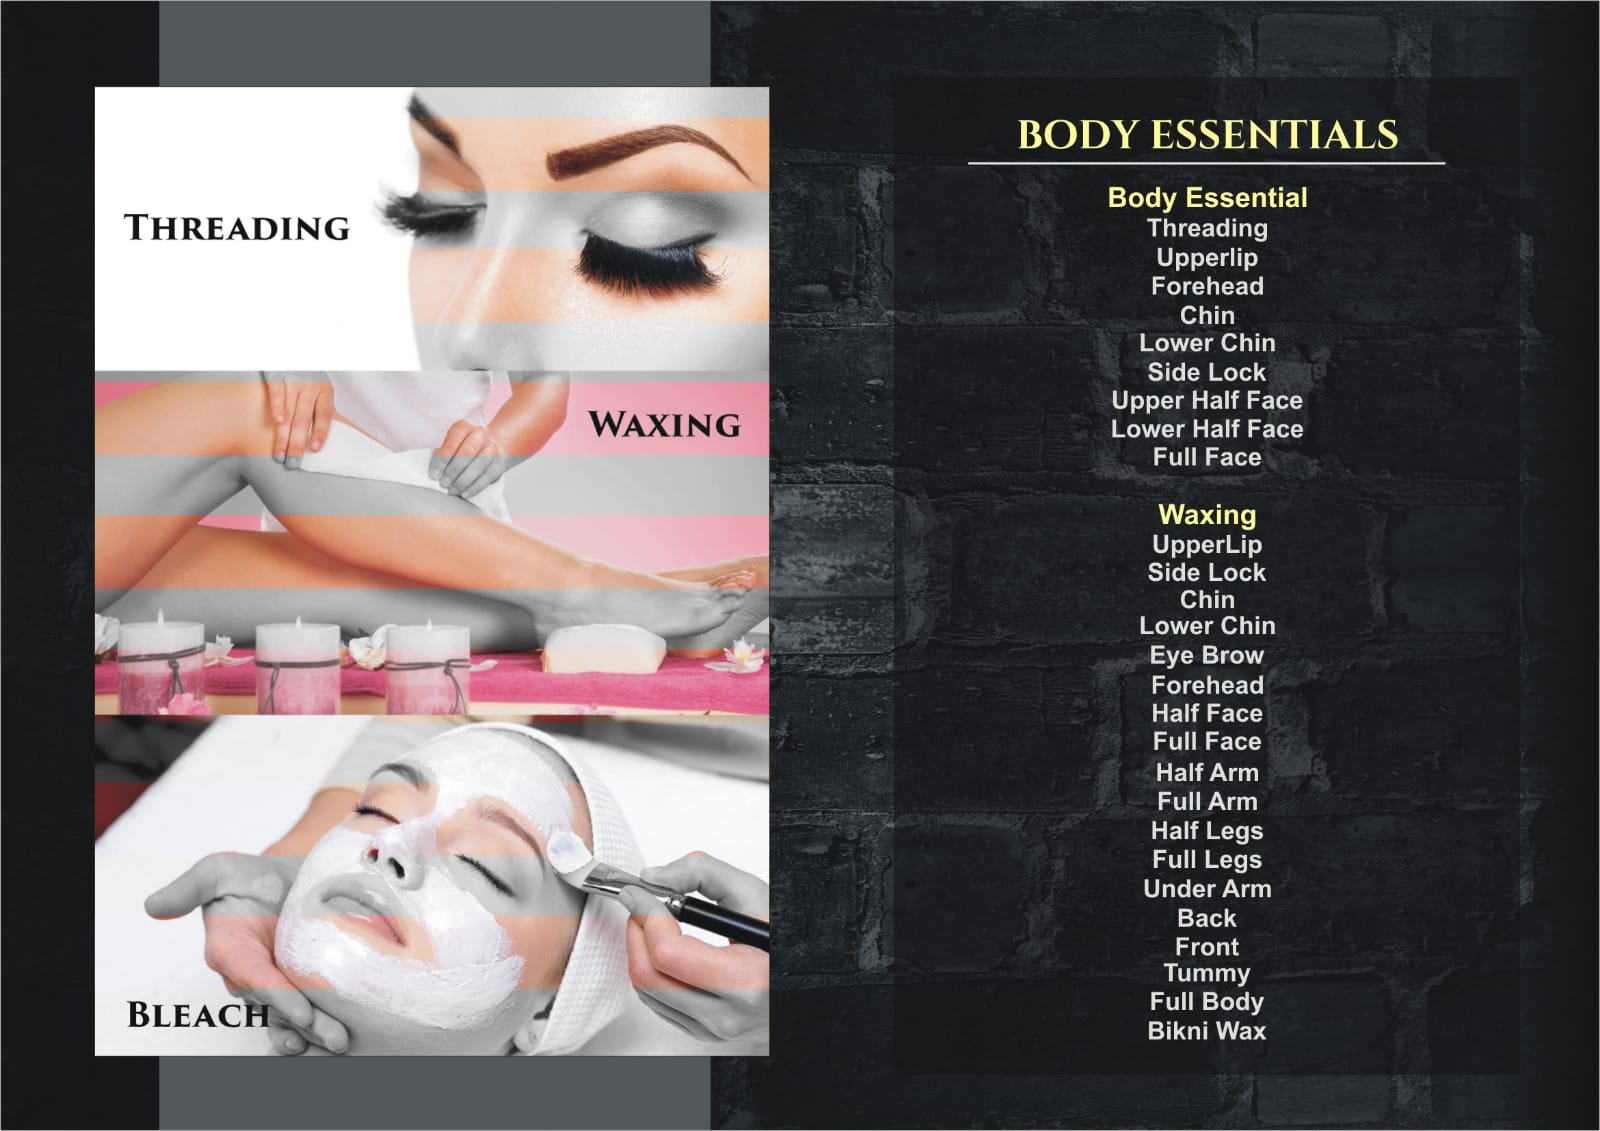 THREADING
WAXING
BLEACH
BODY ESSENTIALS
Body Essential
Threading
Upperlip
Forehead
Chin
Lower Chin
Side Lock
Upper Half Face
Lower Half Face
Full Face
Waxing
UpperLip
Side Lock
Chin
Lower Chin
Eye Brow
Forehead
Half Face
Full Face
Half Arm
Full Arm
Half Legs
Full Legs
Under Arm
Back
Front
Tummy
Full Body
Bikni Wax